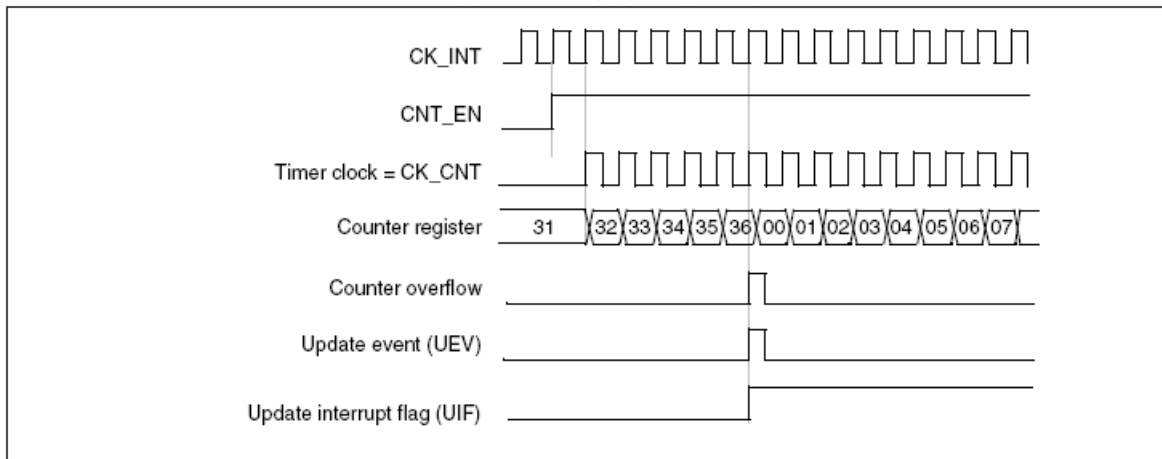 CK_INT
CNT_EN
Timer clock = CK_CNT
Counter register 31 32 33 34 35 36 00 01 02 03 04 05 06 07
Counter overflow
Update event (UEV)
Update interrupt flag (UIF)